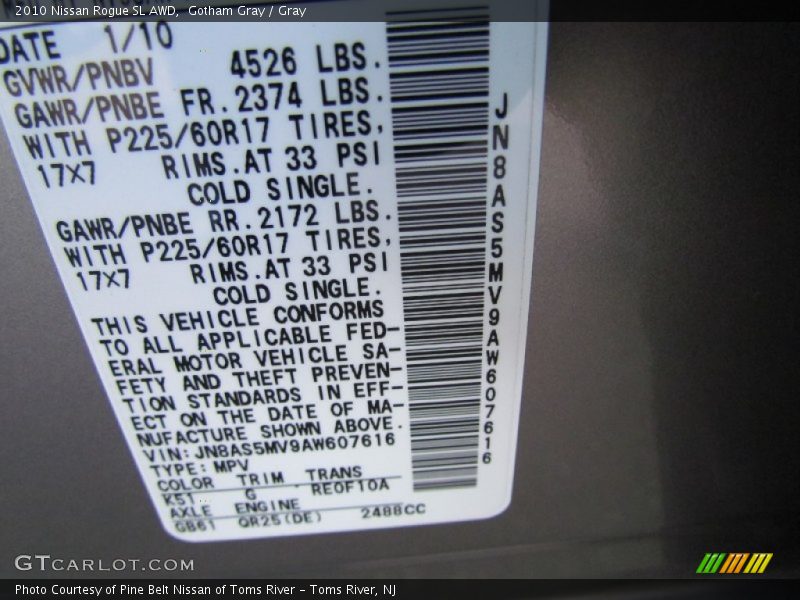 2010 Nissan Rogue SL AWD,  Gotham Gray / Gray
DATE 1/10
GVWR/PNBV 4526 LBS.
GAWR/PNBE FR.2374 LBS.
WITH P225/60R17 TIRES,
17X7 RIMS.AT 33 PSI
COLD SINGLE.
GAWR/PNBE RR.2172 LBS.
WITH P225/60R17 TIRES,
17X7 RIMS.AT 33 PSI
COLD SINGLE.
THIS VEHICLE CONFORMS
TO ALL APPLICABLE FED-
ERAL MOTOR VEHICLE SA-
FETY AND THEFT PREVEN-
TION STANDARDS IN EFF-
ECT ON THE DATE OF MA-
NUFACTURE SHOWN ABOVE.
VIN:JN8AS5MV9AW607616
TYPE:MPV
COLOR TRIM TRANS
K51 G RE0F10A
AXLE ENGINE
GB61 QR25(DE) 2488CC
JN8AS5MV9AW607616
GTCARLOT.COM
Photo Courtesy of Pine Belt Nissan of Toms River – Toms River, NJ